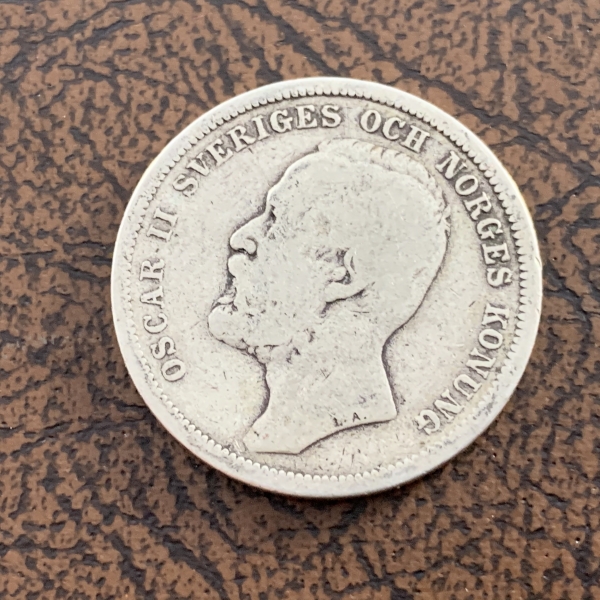 OSCAR II SVERIGES OCH NORGES KONUNG
L.A.